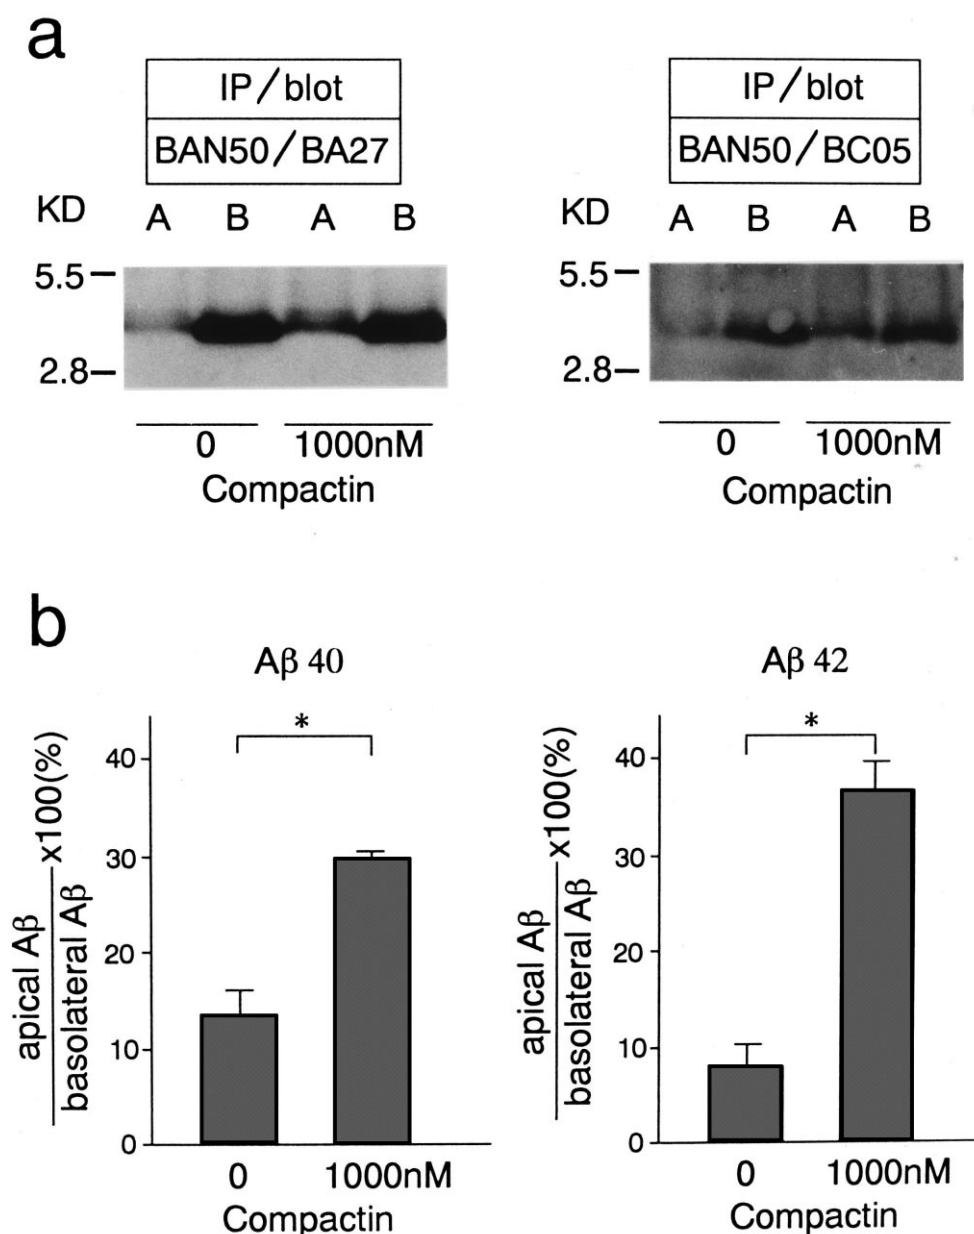 a
IP/blot
BAN50/BA27
KD A B A B
5.5
2.8
0 1000nM
Compactin
IP/blot
BAN50/BC05
KD A B A B
5.5
2.8
0 1000nM
Compactin
b
Aβ 40
*
apical Aβ
basolateral Aβ
x100(%)
40
30
20
10
0
0 1000nM
Compactin
Aβ 42
*
apical Aβ
basolateral Aβ
x100(%)
40
30
20
10
0
0 1000nM
Compactin